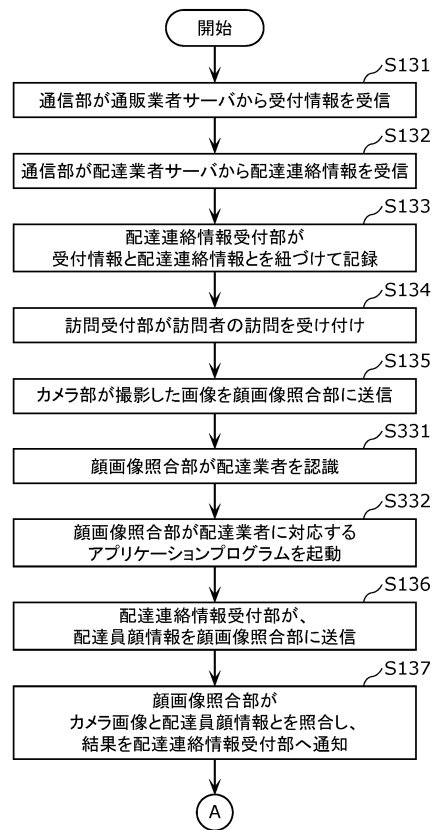 開始
S131
通信部が通販業者サーバから受付情報を受信
S132
通信部が配達業者サーバから配達連絡情報を受信
S133
配達連絡情報受付部が
受付情報と配達連絡情報とを紐づけて記録
S134
訪問受付部が訪問者の訪問を受け付け
S135
カメラ部が撮影した画像を顔画像照合部に送信
S331
顔画像照合部が配達業者を認識
S332
顔画像照合部が配達業者に対応する
アプリケーションプログラムを起動
S136
配達連絡情報受付部が、
配達員顔情報を顔画像照合部に送信
S137
顔画像照合部が
カメラ画像と配達員顔情報とを照合し、
結果を配達連絡情報受付部へ通知
A